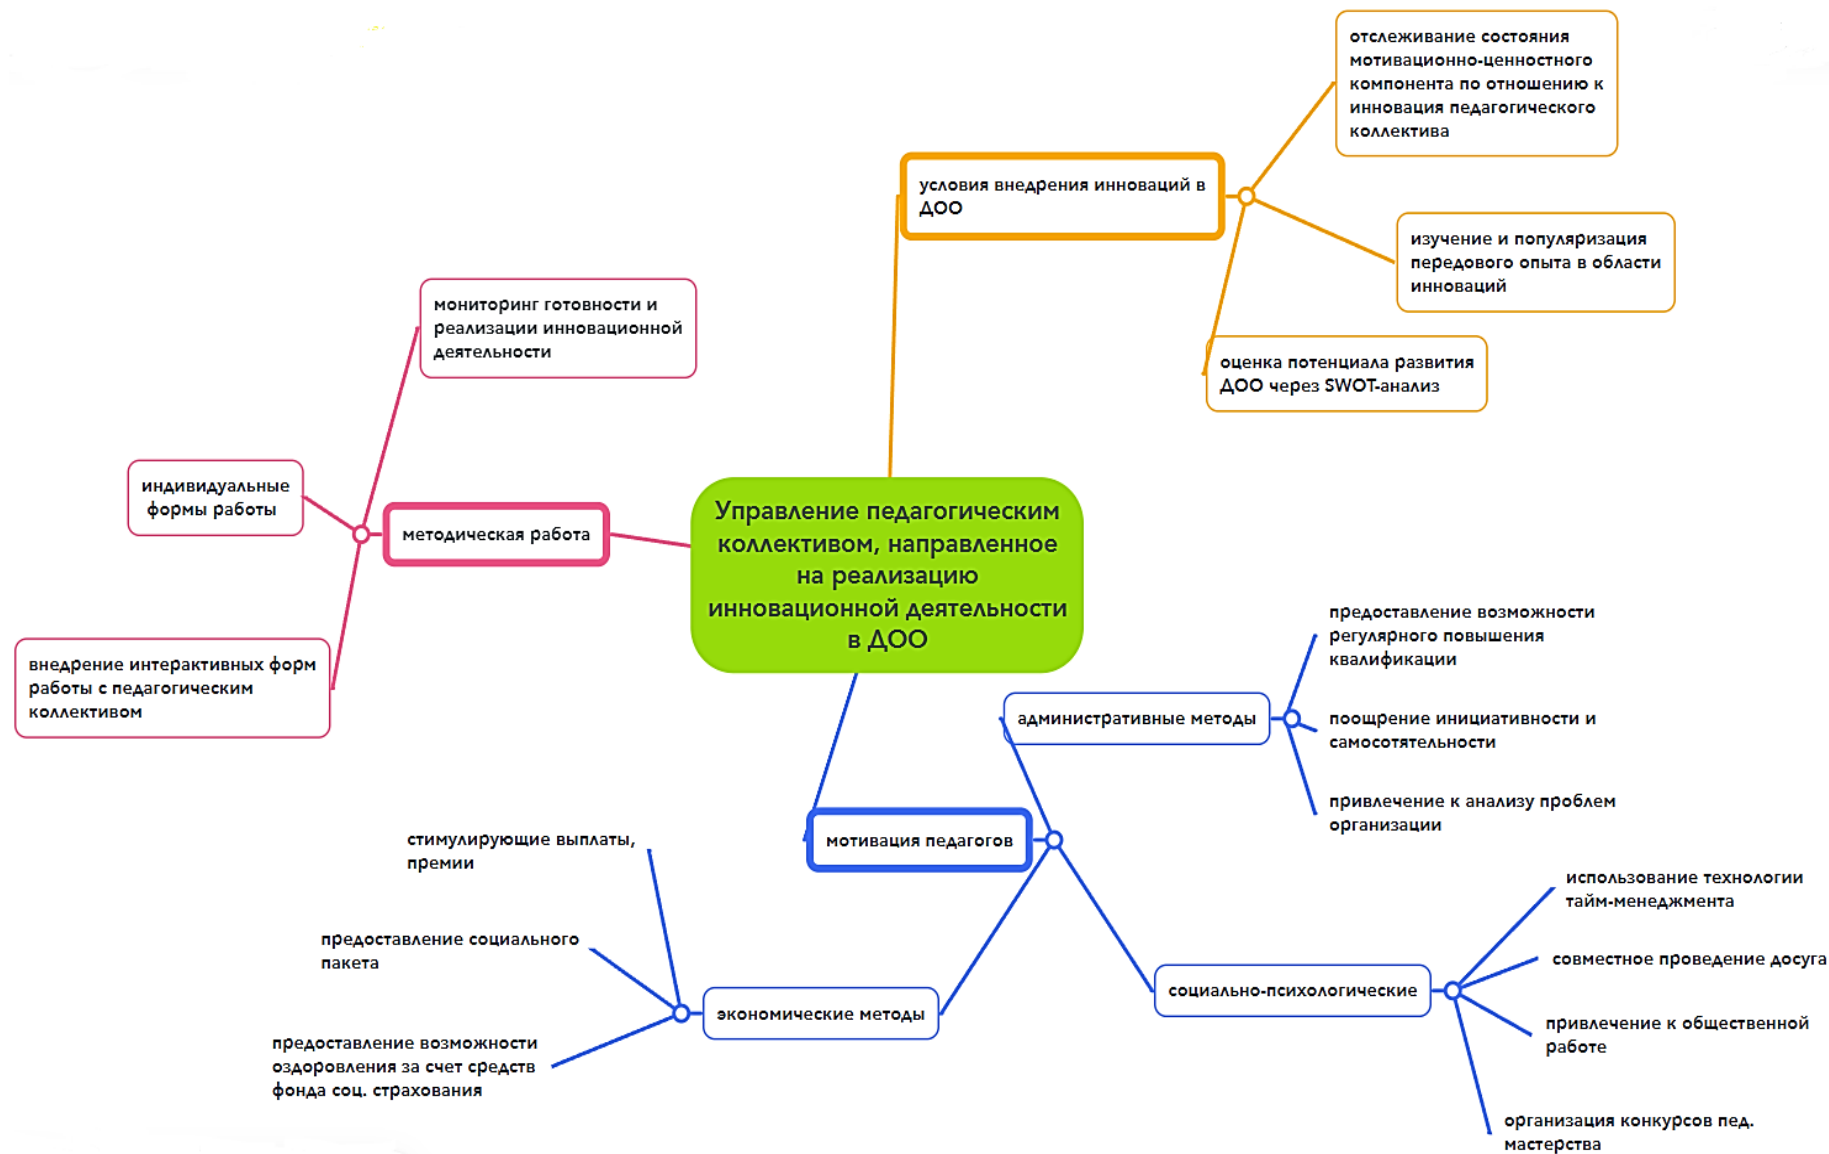 отслеживание состояния
мотивационно-ценностного
компонента по отношению к
инновация педагогического
коллектива
условия внедрения инноваций в
ДОО
изучение и популяризация
передового опыта в области
инноваций
оценка потенциала развития
ДОО через SWOT-анализ
мониторинг готовности и
реализации инновационной
деятельности
индивидуальные
формы работы
методическая работа
внедрение интерактивных форм
работы с педагогическим
коллективом
Управление педагогическим
коллективом, направленное
на реализацию
инновационной деятельности
в ДОО
предоставление возможности
регулярного повышения
квалификации
административные методы
поощрение инициативности и
самосотятельности
привлечение к анализу проблем
организации
мотивация педагогов
стимулирующие выплаты,
премии
предоставление социального
пакета
экономические методы
предоставление возможности
оздоровления за счет средств
фонда соц. страхования
социально-психологические
использование технологии
тайм-менеджмента
совместное проведение досуга
привлечение к общественной
работе
организация конкурсов пед.
мастерства